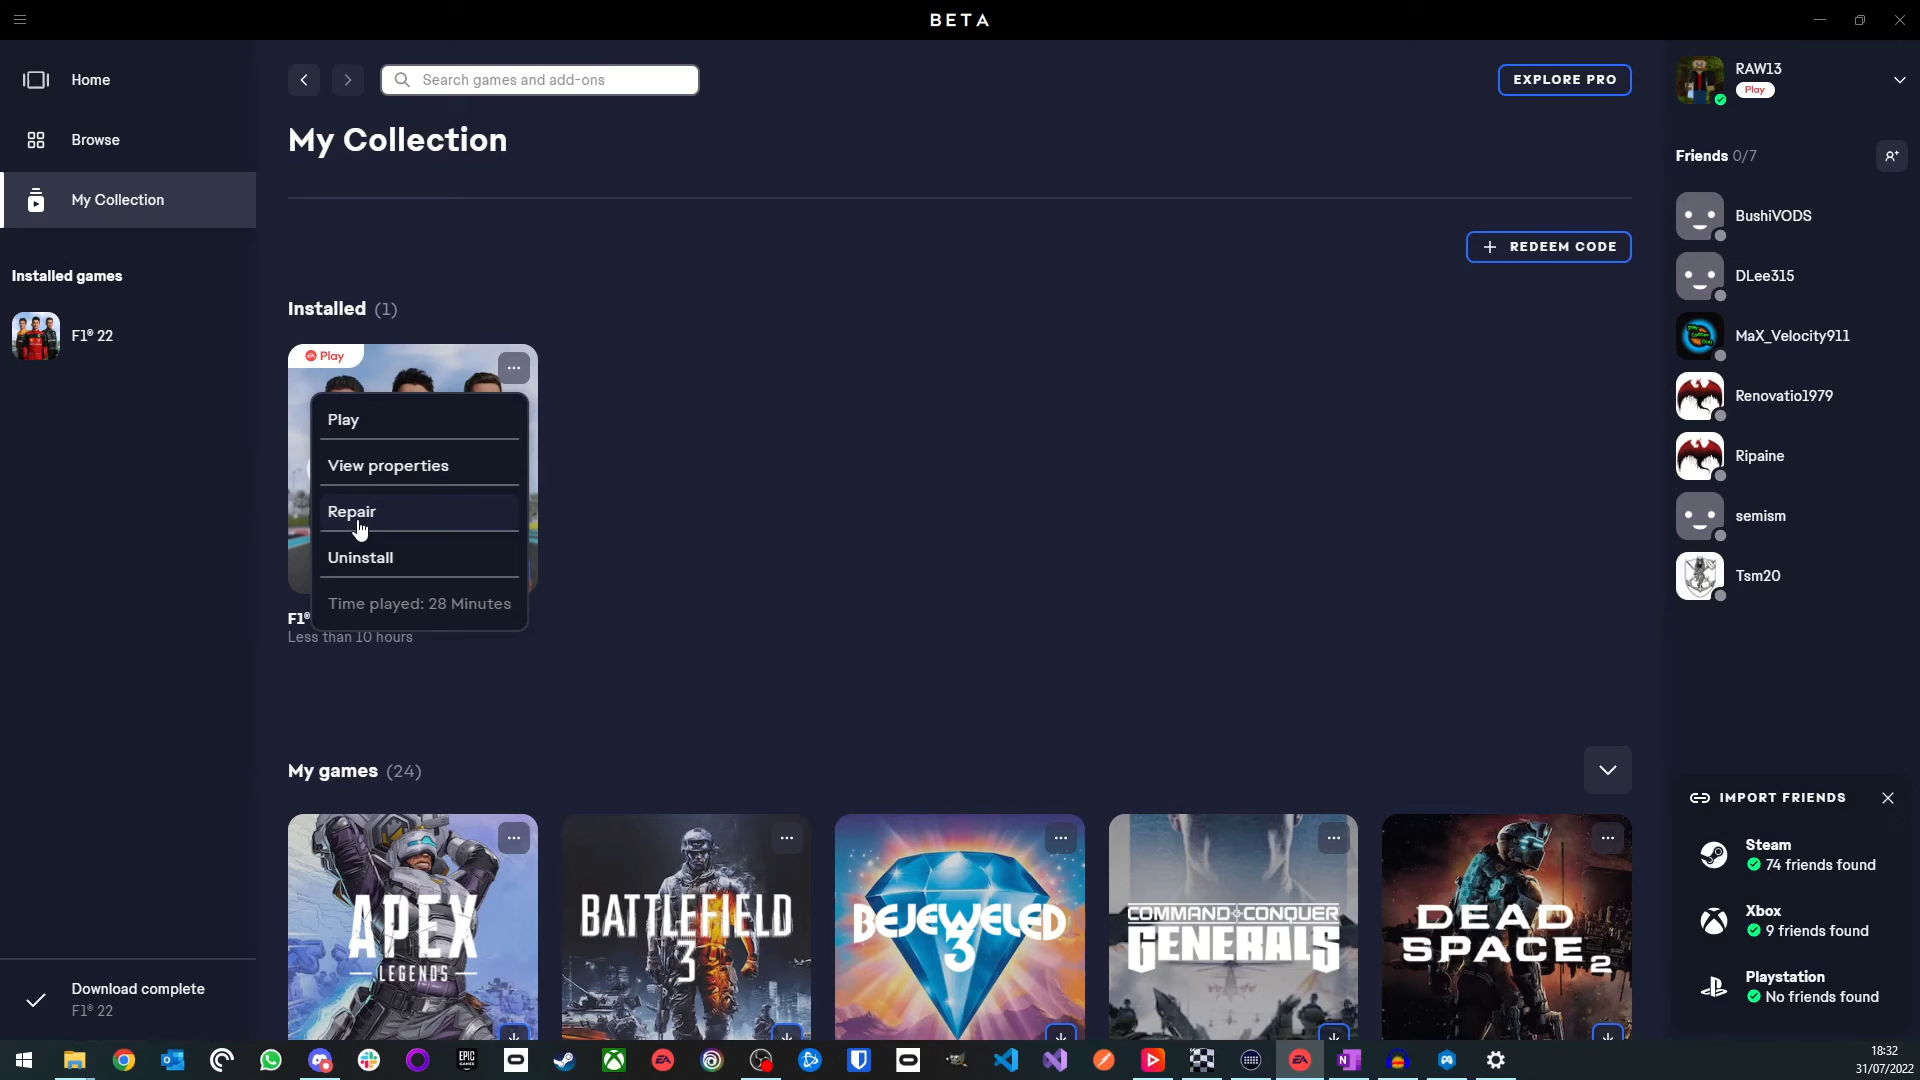 BETA
Home
Browse
My Collection
Installed games
F1® 22
Download complete
F1® 22
Search games and add-ons
EXPLORE PRO
My Collection
REDEEM CODE
Installed (1)
Play
Play
View properties
Repair
Uninstall
Time played: 28 Minutes
F1®
Less than 10 hours
My games (24)
APEX
LEGENDS
BATTLEFIELD
3
BEJEWELED
3
COMMAND CONQUER
GENERALS
DEAD
SPACE 2
RAW13
Play
Friends 0/7
BushiVODS
DLee315
MaX_Velocity911
Renovatio1979
Ripaine
semism
Tsm20
IMPORT FRIENDS
Steam
74 friends found
Xbox
9 friends found
Playstation
No friends found
EPIC
GAMES
EA
EA
18:32
31/07/2022